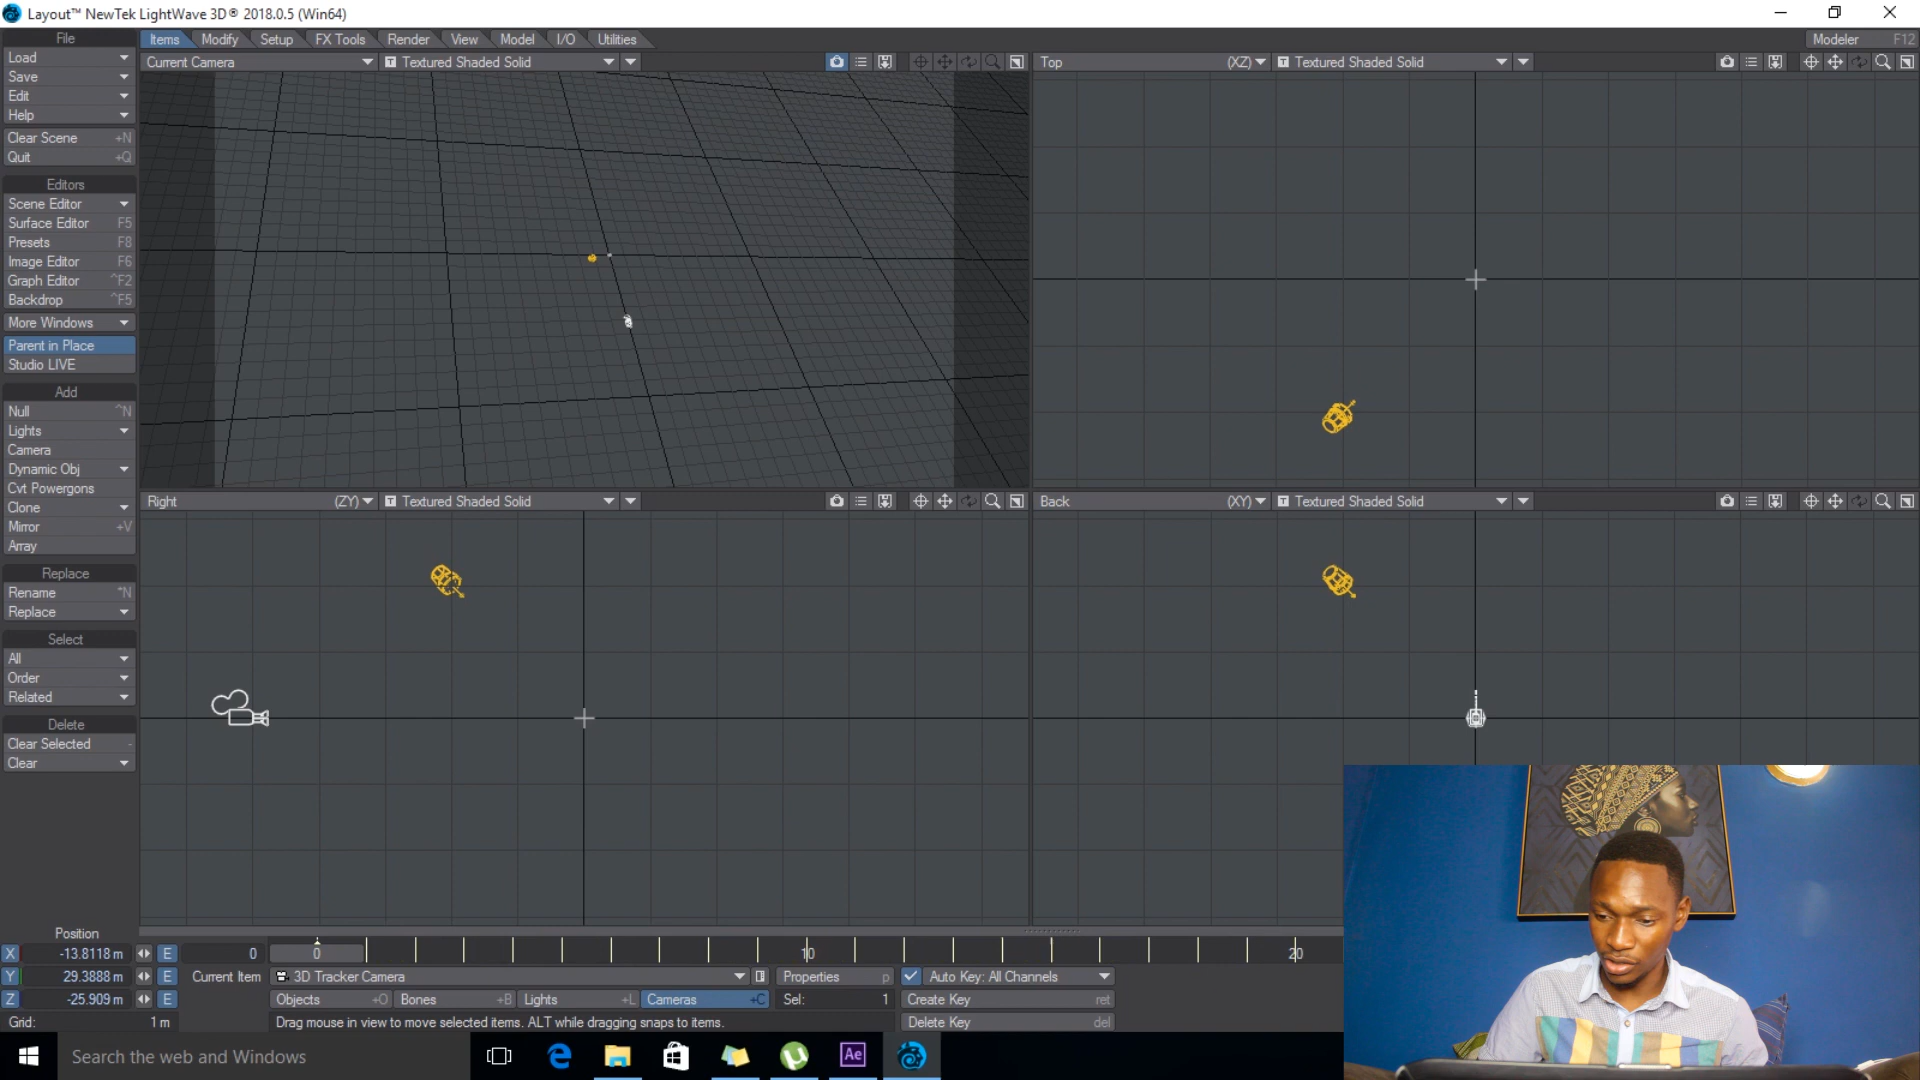 Layout™ NewTek LightWave 3D® 2018.0.5 (Win64)
File
Items Modify Setup FX Tools Render View Model I/O Utilities
Modeler F12
Load
Save
Edit
Help
Clear Scene +N
Quit +Q
Editors
Scene Editor
Surface Editor F5
Presets F8
Image Editor F6
Graph Editor ^F2
Backdrop ^F5
More Windows
Parent in Place
Studio LIVE
Add
Null ^N
Lights
Camera
Dynamic Obj
Cvt Powergons
Clone
Mirror +V
Array
Replace
Rename *N
Replace
Select
All
Order
Related
Delete
Clear Selected -
Clear
Current Camera T Textured Shaded Solid
Top (XZ) T Textured Shaded Solid
Right (ZY) T Textured Shaded Solid
Back (XY) T Textured Shaded Solid
Position
X -13.8118 m E 0 0 10 20
Y 29.3888 m E Current Item 3D Tracker Camera Properties p Auto Key: All Channels
Z -25.909 m E Objects +O Bones +B Lights +L Cameras +C Sel: 1 Create Key ret
Grid: 1 m Drag mouse in view to move selected items. ALT while dragging snaps to items. Delete Key del
Search the web and Windows
Ae